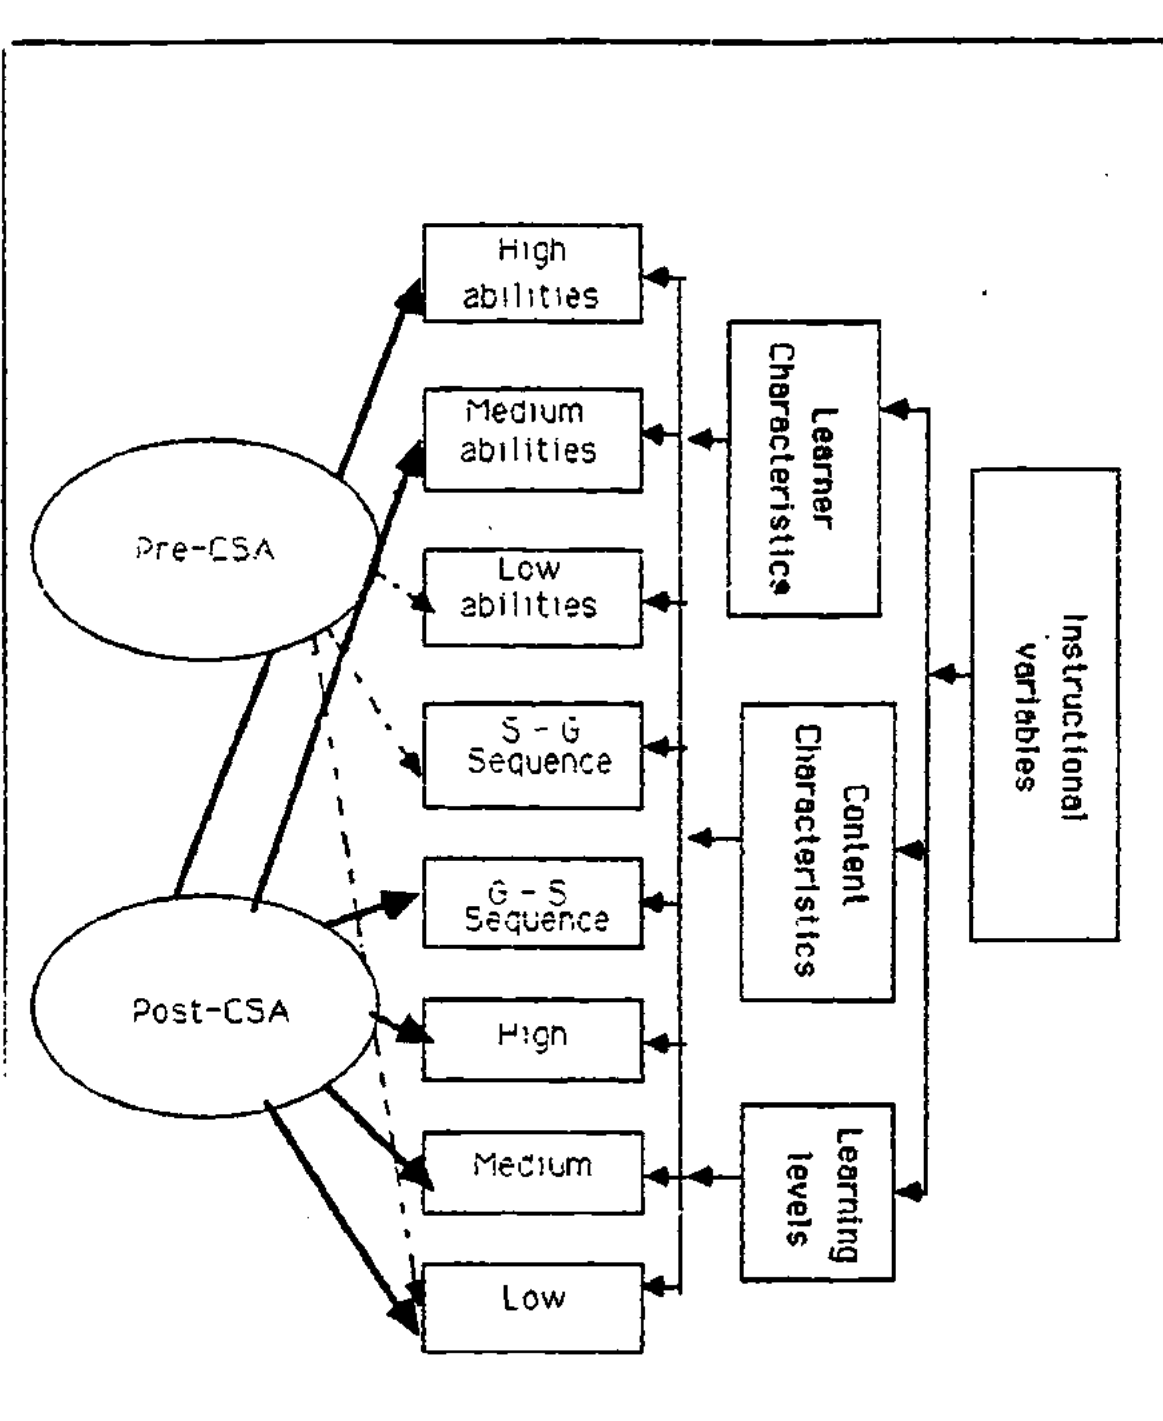 Instructional
variables
Learner
Characteristics
Content
Characteristics
Learning
levels
High
abilities
Medium
abilities
Low
abilities
S - G
Sequence
G - S
Sequence
High
Medium
Low
Pre-CSA
Post-CSA